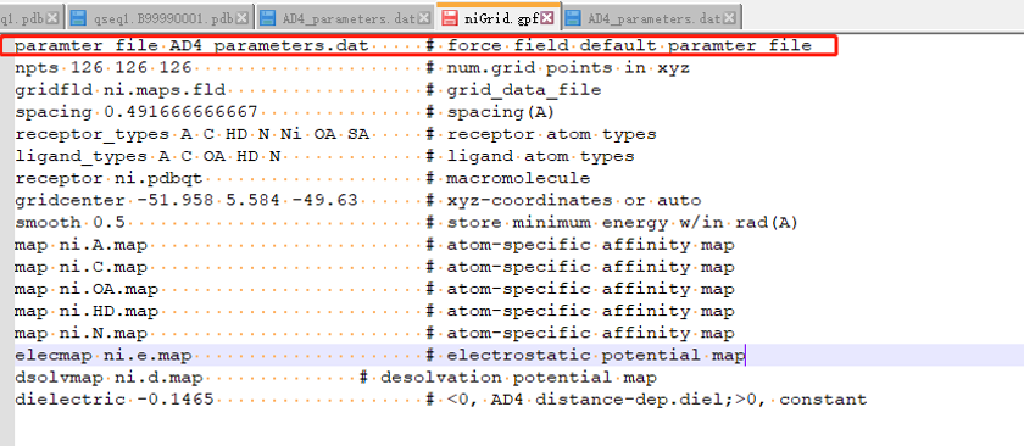 q1.pdb qseq1.B99990001.pdb AD4_parameters.dat niGrid.gpf AD4_parameters.dat
paramter_file AD4_parameters.dat # force field default paramter file
npts 126 126 126 # num.grid points in xyz
gridfld ni.maps.fld # grid_data_file
spacing 0.491666666667 # spacing(A)
receptor_types A C HD N Ni OA SA # receptor atom types
ligand_types A C OA HD N # ligand atom types
receptor ni.pdbqt # macromolecule
gridcenter -51.958 5.584 -49.63 # xyz-coordinates or auto
smooth 0.5 # store minimum energy w/in rad(A)
map ni.A.map # atom-specific affinity map
map ni.C.map # atom-specific affinity map
map ni.OA.map # atom-specific affinity map
map ni.HD.map # atom-specific affinity map
map ni.N.map # atom-specific affinity map
elecmap ni.e.map # electrostatic potential map
dsolvmap ni.d.map # desolvation potential map
dielectric -0.1465 # <0, AD4 distance-dep.diel;>0, constant